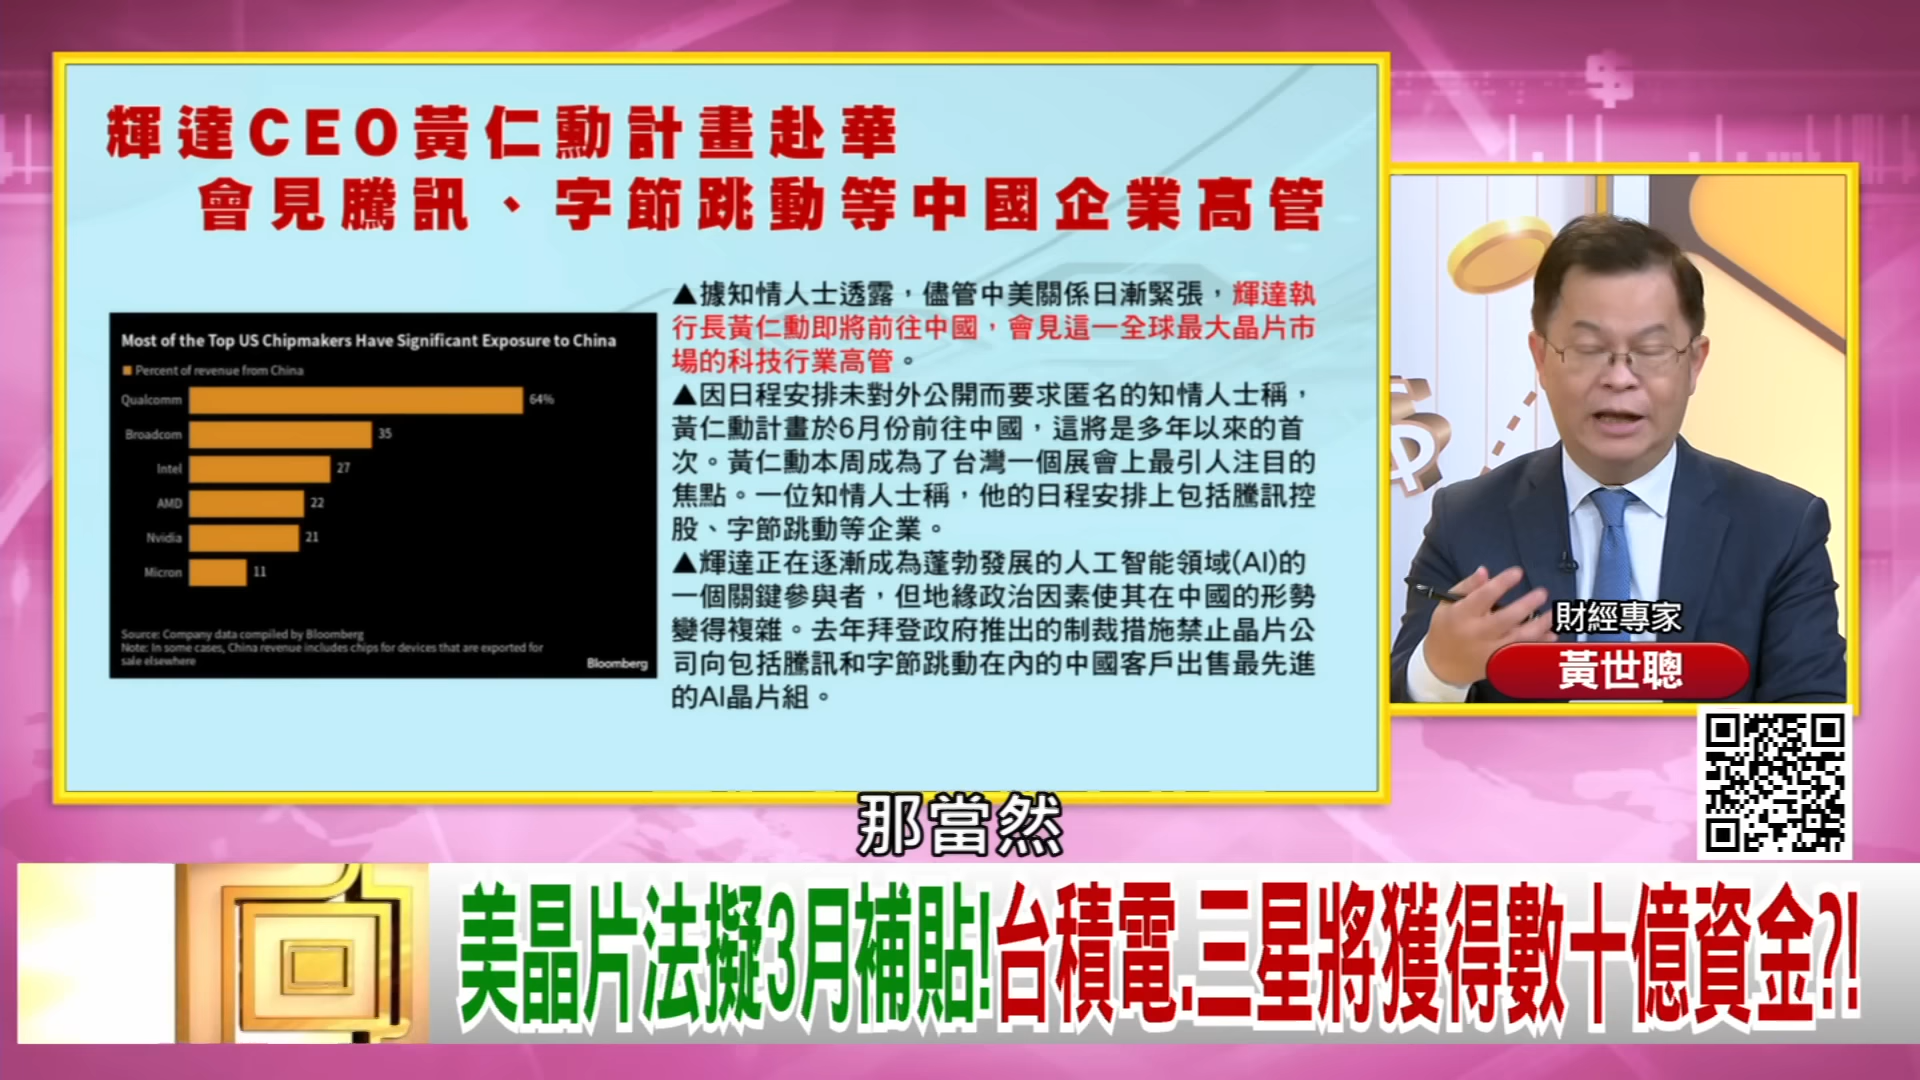 輝達CEO黃仁勳計畫赴華
會見騰訊、字節跳動等中國企業高管
Most of the Top US Chipmakers Have Significant Exposure to China
Percent of revenue from China
Qualcomm 64%
Broadcom 35
Intel 27
AMD 22
Nvidia 21
Micron 11
Source: Company data compiled by Bloomberg
Note: In some cases, China revenue includes chips for devices that are exported for
sale elsewhere
Bloomberg
▲據知情人士透露，儘管中美關係日漸緊張，輝達執
行長黃仁勳即將前往中國，會見這一全球最大晶片市
場的科技行業高管。
▲因日程安排未對外公開而要求匿名的知情人士稱，
黃仁勳計畫於6月份前往中國，這將是多年以來的首
次。黃仁勳本周成為了台灣一個展會上最引人注目的
焦點。一位知情人士稱，他的日程安排上包括騰訊控
股、字節跳動等企業。
▲輝達正在逐漸成為蓬勃發展的人工智能領域(AI)的
一個關鍵參與者，但地緣政治因素使其在中國的形勢
變得複雜。去年拜登政府推出的制裁措施禁止晶片公
司向包括騰訊和字節跳動在內的中國客戶出售最先進
的AI晶片組。
財經專家
黃世聰
那當然
美晶片法擬3月補貼!台積電.三星將獲得數十億資金?!